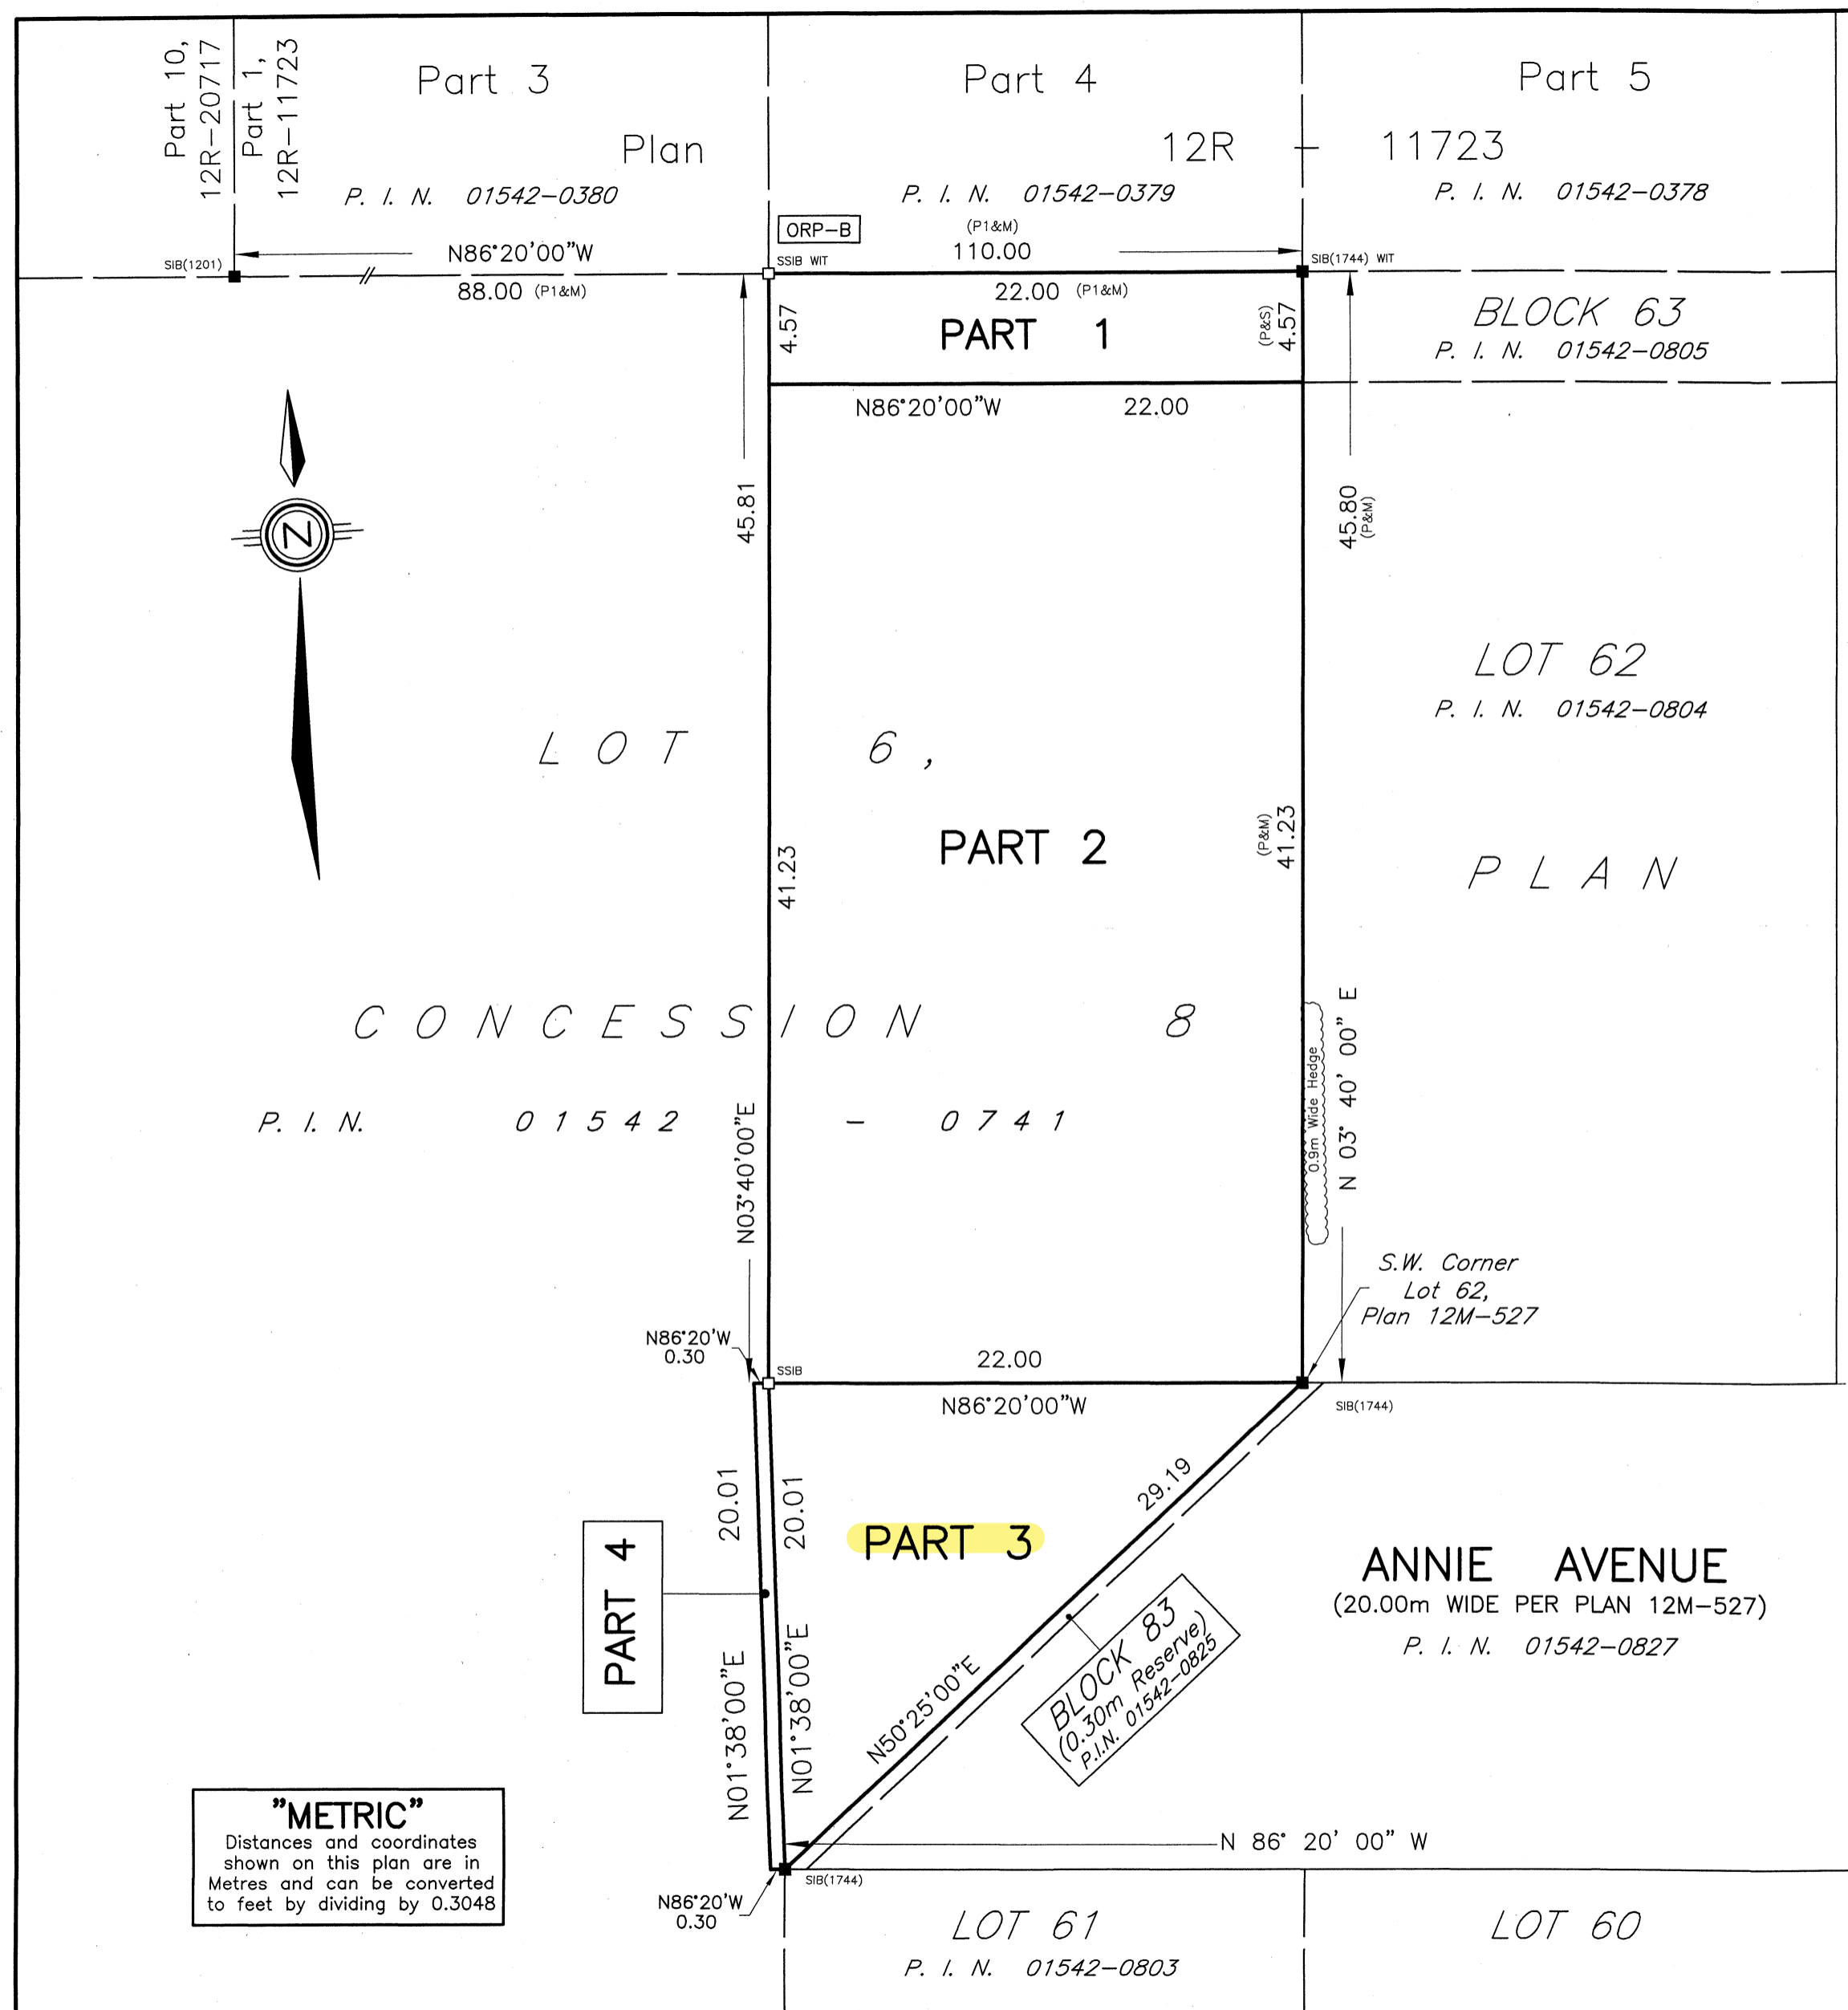 Part 10,
12R-20717
Part 1,
12R-11723
Part 3
Part 4
Part 5
Plan
12R
11723
P. I. N. 01542-0380
P. I. N. 01542-0379
P. I. N. 01542-0378
ORP-B
(P1&M)
110.00
N86°20'00"W
SIB(1201)
SSIB WIT
SIB(1744) WIT
88.00 (P1&M)
22.00 (P1&M)
4.57
PART 1
(P&S)
4.57
BLOCK 63
P. I. N. 01542-0805
N86°20'00"W 22.00
N
45.81
45.80
(P&M)
LOT 62
P. I. N. 01542-0804
LOT 6,
PART 2
41.23
(P&M)
41.23
PLAN
CONCESSION 8
P. I. N. 01542 - 0741
N03°40'00"E
0.9m Wide Hedge
N 03° 40' 00" E
S.W. Corner
Lot 62,
Plan 12M-527
N86°20'W
0.30
SSIB
22.00
N86°20'00"W
SIB(1744)
20.01
20.01
29.19
PART 3
PART 4
ANNIE AVENUE
(20.00m WIDE PER PLAN 12M-527)
P. I. N. 01542-0827
N01°38'00"E
N01°38'00"E
N50°25'00"E
BLOCK 83
(0.30m Reserve)
P.I.N. 01542-0825
"METRIC"
Distances and coordinates
shown on this plan are in
Metres and can be converted
to feet by dividing by 0.3048
N 86° 20' 00" W
SIB(1744)
N86°20'W
0.30
LOT 61
P. I. N. 01542-0803
LOT 60